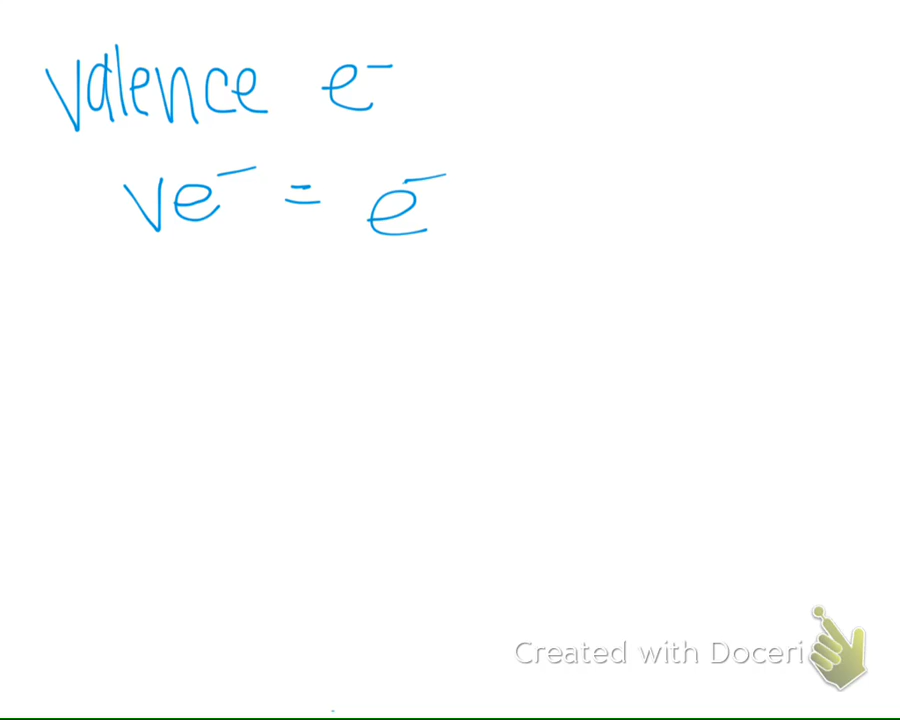 valence e⁻
ve⁻ = e⁻
Created with Doceri